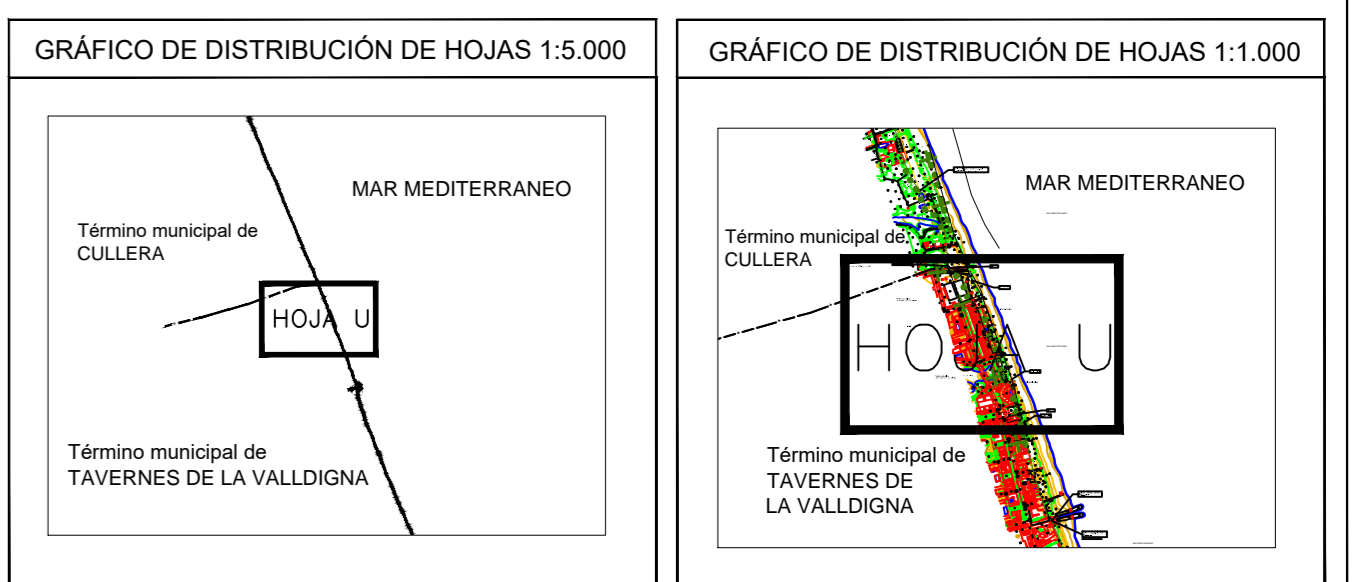 GRÁFICO DE DISTRIBUCIÓN DE HOJAS 1:5.000
MAR MEDITERRANEO
Término municipal de
CULLERA
HOJA U
Término municipal de
TAVERNES DE LA VALLDIGNA
GRÁFICO DE DISTRIBUCIÓN DE HOJAS 1:1.000
MAR MEDITERRANEO
Término municipal de
CULLERA
HOJA U
Término municipal de
TAVERNES DE
LA VALLDIGNA